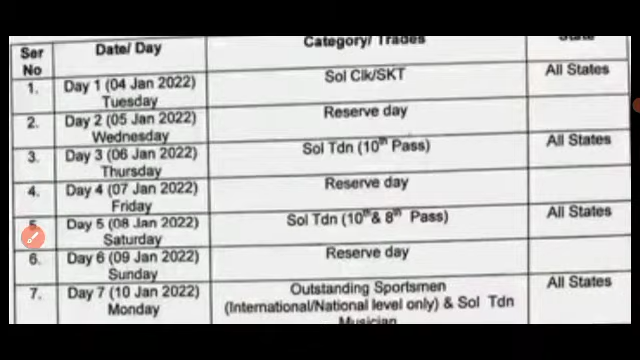 Ser
No
Date/ Day
Category/ Trades
State
1.
Day 1 (04 Jan 2022)
Tuesday
Sol Clk/SKT
All States
2.
Day 2 (05 Jan 2022)
Wednesday
Reserve day
3.
Day 3 (06 Jan 2022)
Thursday
Sol Tdn (10th Pass)
All States
4.
Day 4 (07 Jan 2022)
Friday
Reserve day
5.
Day 5 (08 Jan 2022)
Saturday
Sol Tdn (10th & 8th Pass)
All States
6.
Day 6 (09 Jan 2022)
Sunday
Reserve day
7.
Day 7 (10 Jan 2022)
Monday
Outstanding Sportsmen
(International/National level only) & Sol Tdn
Musician
All States